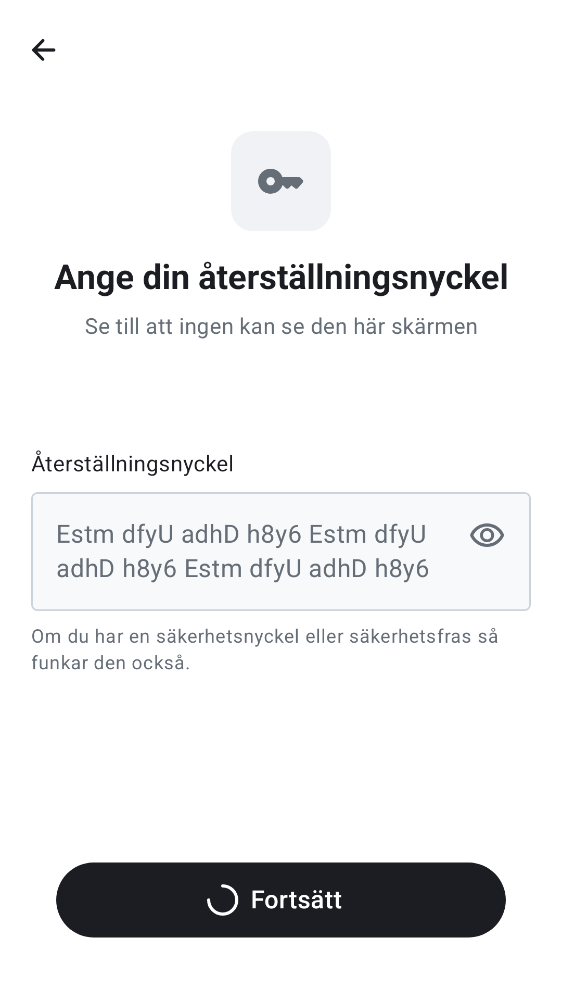 Ange din återställningsnyckel
Se till att ingen kan se den här skärmen
Återställningsnyckel
Estm dfyU adhD h8y6 Estm dfyU
adhD h8y6 Estm dfyU adhD h8y6
Om du har en säkerhetsnyckel eller säkerhetsfras så
funkar den också.
Fortsätt